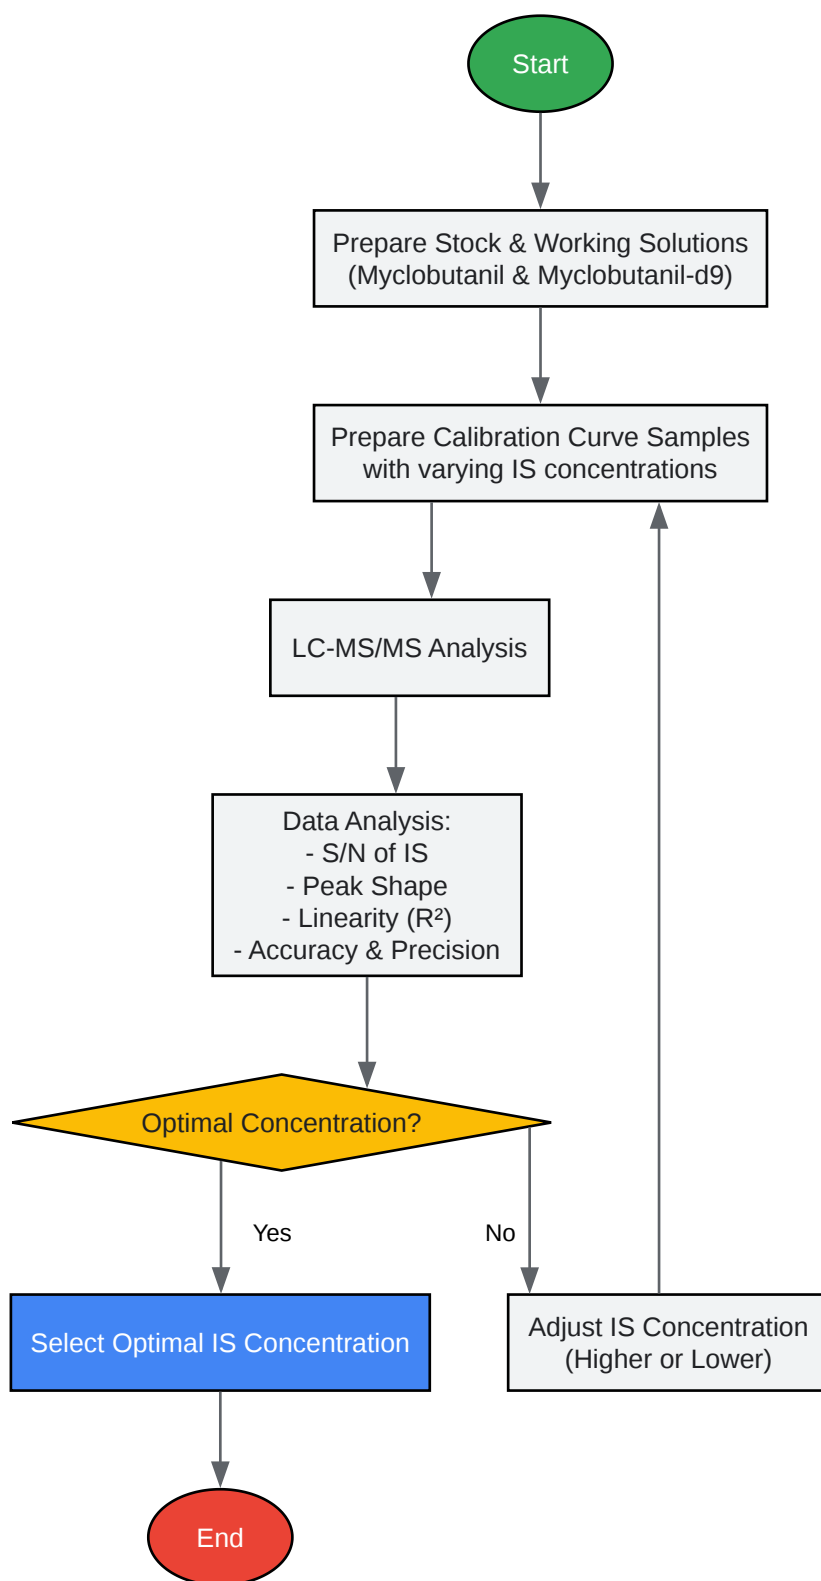 Start
Prepare Stock & Working Solutions
(Myclobutanil & Myclobutanil-d9)
Prepare Calibration Curve Samples
with varying IS concentrations
LC-MS/MS Analysis
Data Analysis:
- S/N of IS
- Peak Shape
- Linearity (R²)
- Accuracy & Precision
Optimal Concentration?
Yes
No
Select Optimal IS Concentration
Adjust IS Concentration
(Higher or Lower)
End